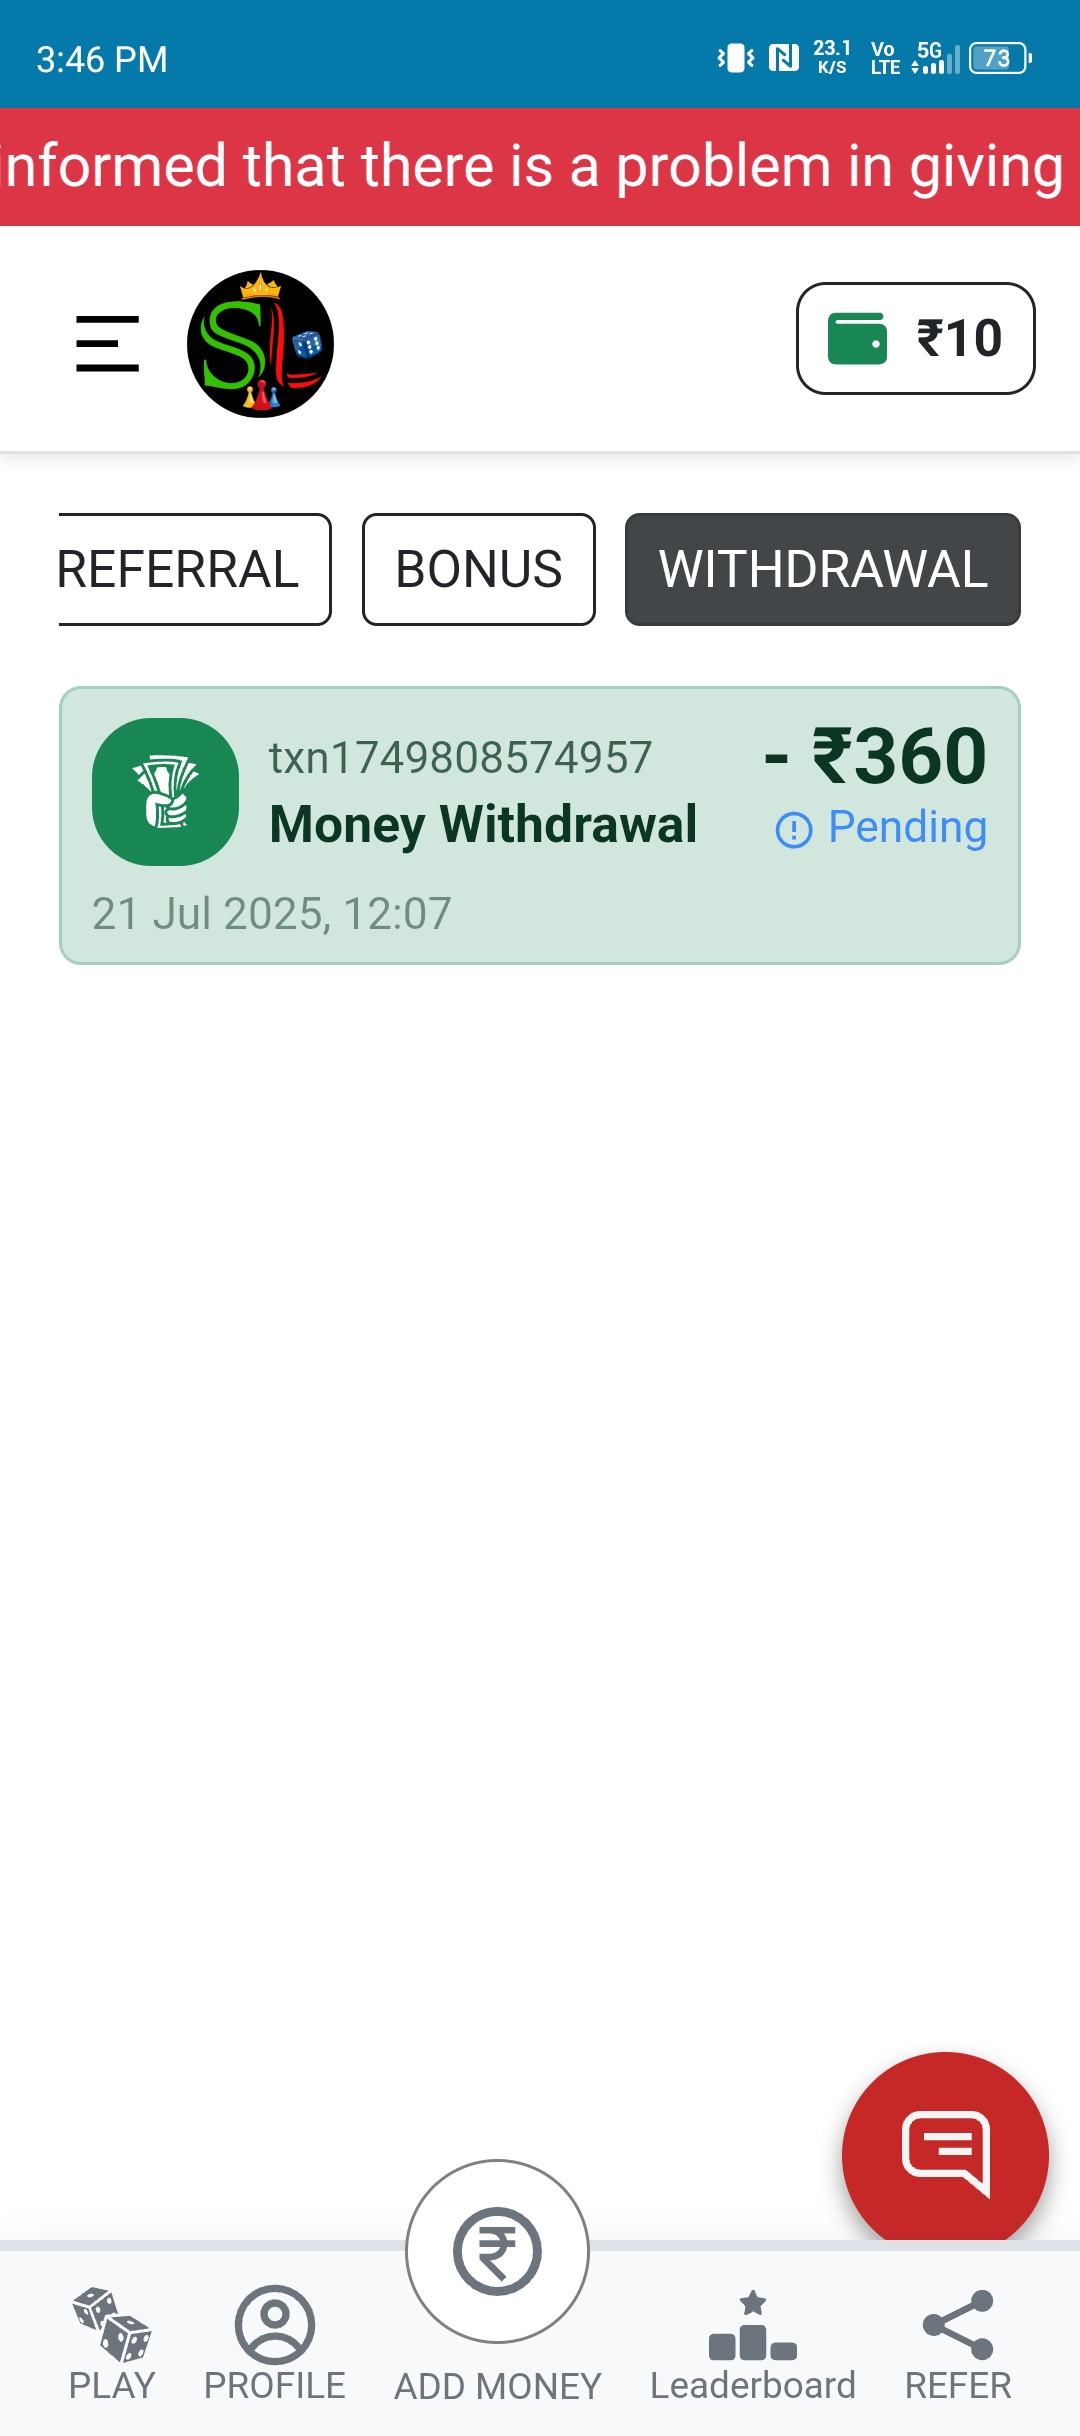 3:46 PM
23.1 K/S Vo LTE 5G 73
informed that there is a problem in giving
SL
₹10
REFERRAL BONUS WITHDRAWAL
txn1749808574957
- ₹360
Money Withdrawal
Pending
21 Jul 2025, 12:07
PLAY PROFILE ADD MONEY Leaderboard REFER